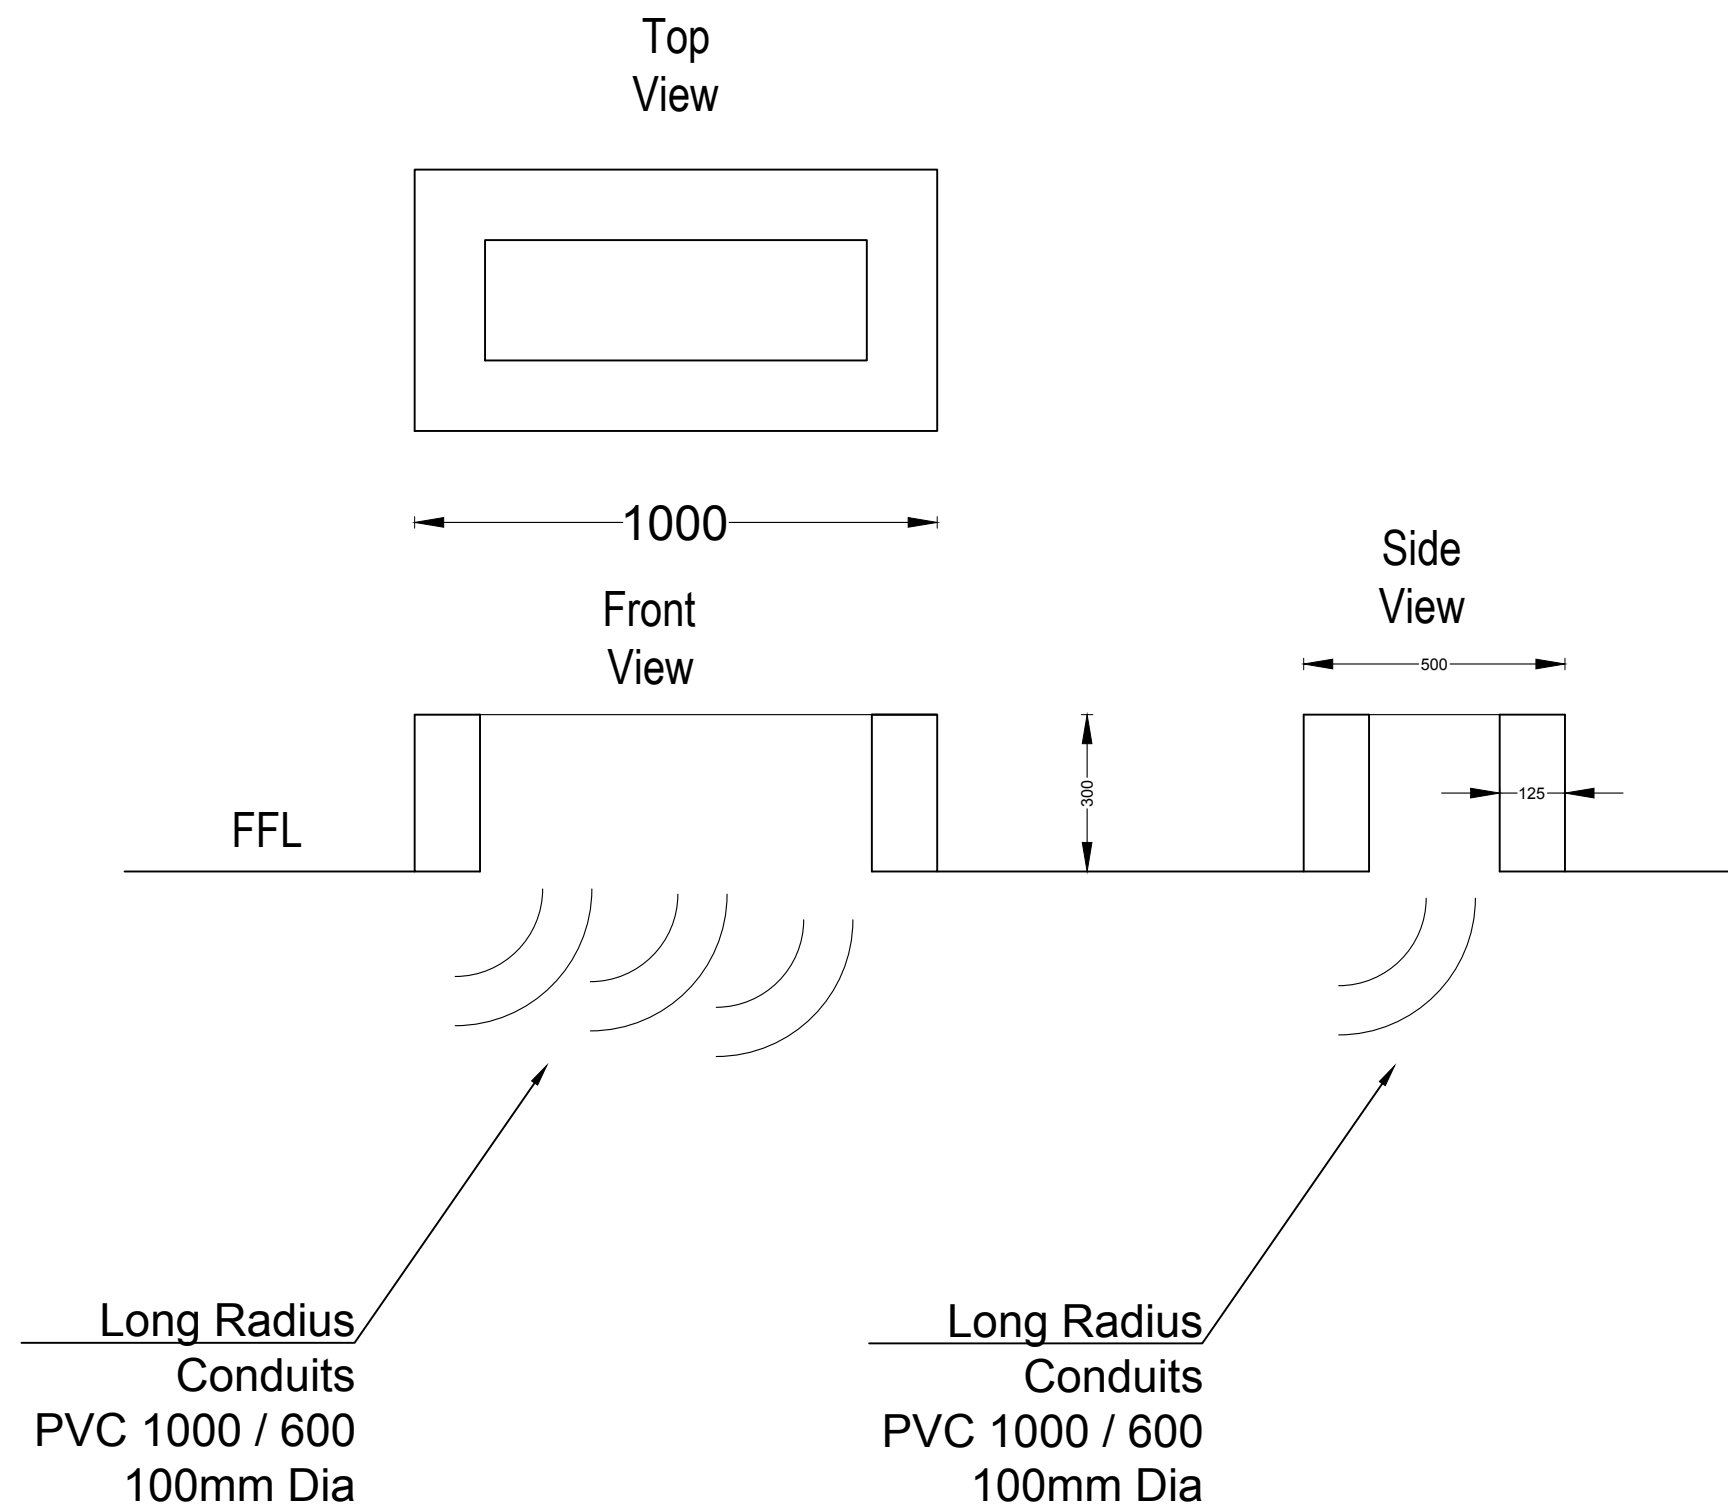 Top
View
1000
Front
View
Side
View
500
300
125
FFL
Long Radius
Conduits
PVC 1000 / 600
100mm Dia
Long Radius
Conduits
PVC 1000 / 600
100mm Dia